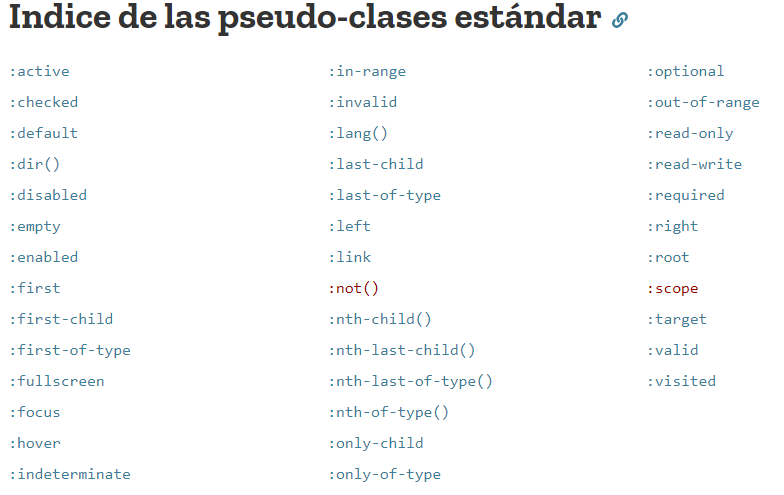 Indice de las pseudo-clases estándar
:active
:checked
:default
:dir()
:disabled
:empty
:enabled
:first
:first-child
:first-of-type
:fullscreen
:focus
:hover
:indeterminate
:in-range
:invalid
:lang()
:last-child
:last-of-type
:left
:link
:not()
:nth-child()
:nth-last-child()
:nth-last-of-type()
:nth-of-type()
:only-child
:only-of-type
:optional
:out-of-range
:read-only
:read-write
:required
:right
:root
:scope
:target
:valid
:visited